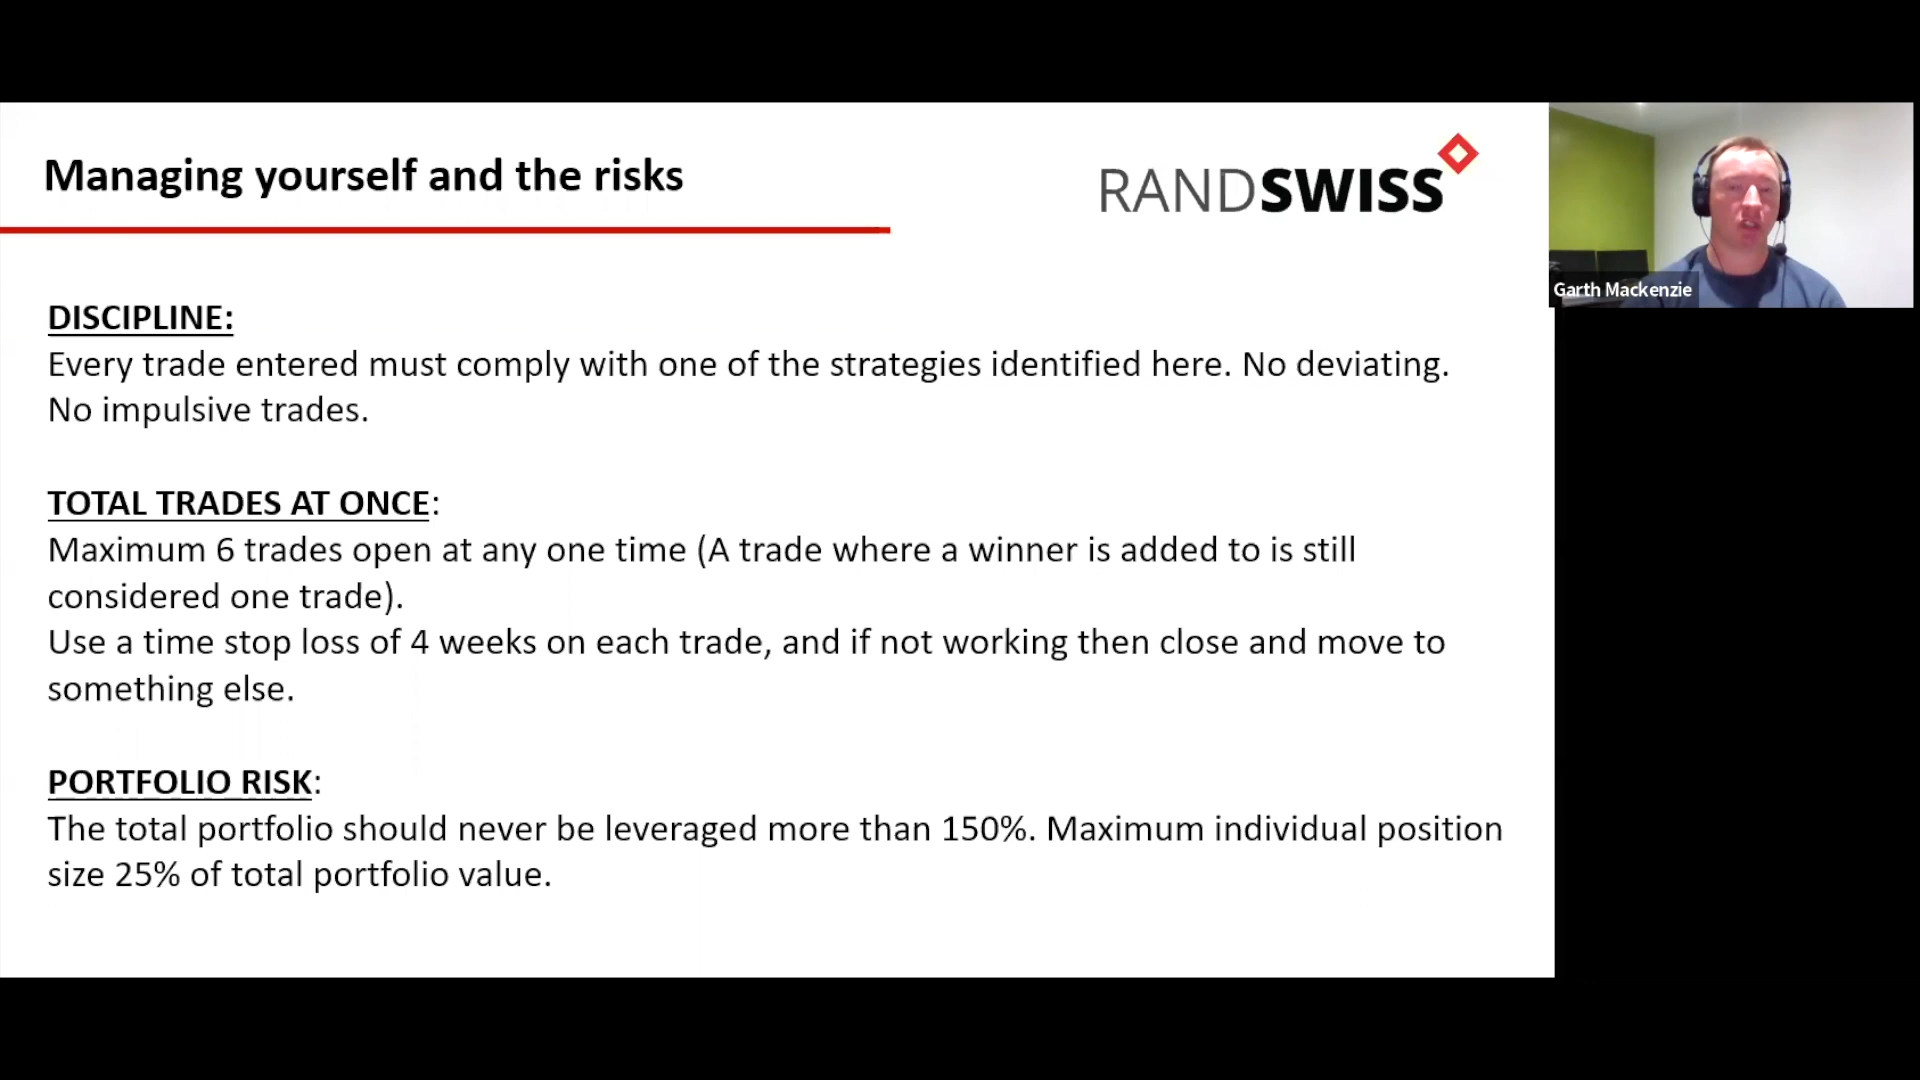 Managing yourself and the risks
RANDSWISS
Garth Mackenzie
DISCIPLINE:
Every trade entered must comply with one of the strategies identified here. No deviating.
No impulsive trades.
TOTAL TRADES AT ONCE:
Maximum 6 trades open at any one time (A trade where a winner is added to is still
considered one trade).
Use a time stop loss of 4 weeks on each trade, and if not working then close and move to
something else.
PORTFOLIO RISK:
The total portfolio should never be leveraged more than 150%. Maximum individual position
size 25% of total portfolio value.